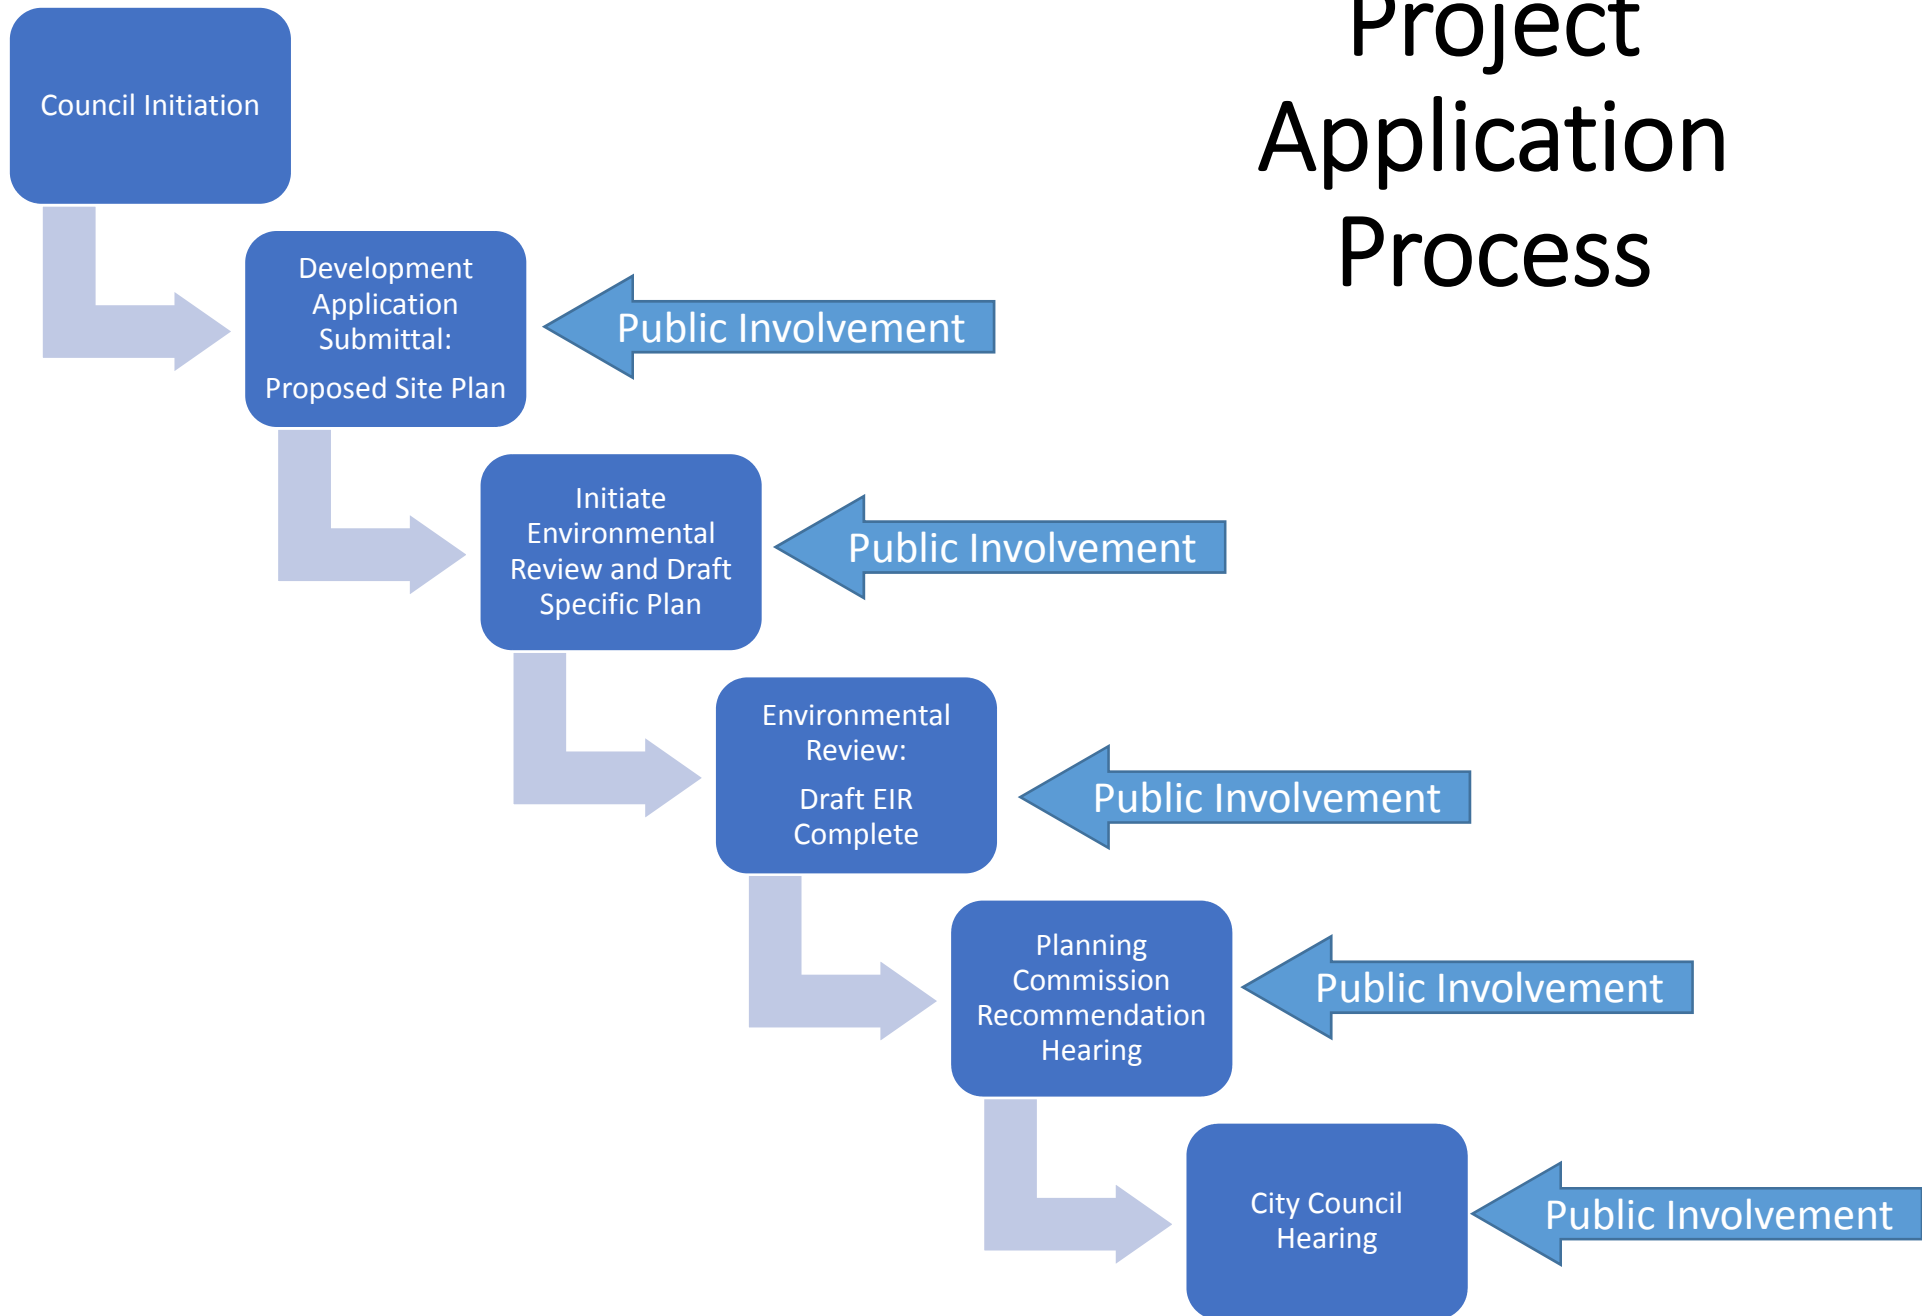 Project
Application
Process
Council Initiation
Development
Application
Submittal:
Proposed Site Plan
Public Involvement
Initiate
Environmental
Review and Draft
Specific Plan
Public Involvement
Environmental
Review:
Draft EIR
Complete
Public Involvement
Planning
Commission
Recommendation
Hearing
Public Involvement
City Council
Hearing
Public Involvement